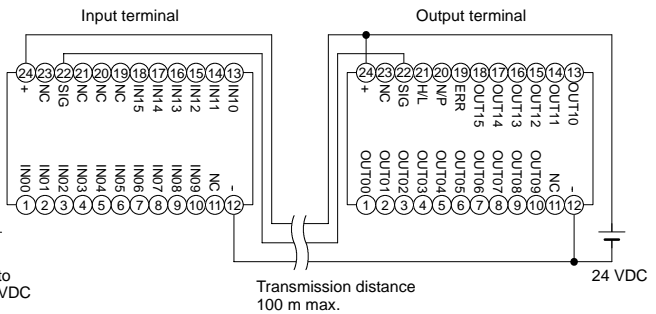 Input terminal
Output terminal
24 23 22 21 20 19 18 17 16 15 14 13
+ NC SIG NC NC NC IN15 IN14 IN13 IN12 IN11 IN10
IN00 IN01 IN02 IN03 IN04 IN05 IN06 IN07 IN08 IN09 NC -
1 2 3 4 5 6 7 8 9 10 11 12
24 23 22 21 20 19 18 17 16 15 14 13
+ NC SIG H/L N/P ERR OUT15 OUT14 OUT13 OUT12 OUT11 OUT10
OUT00 OUT01 OUT02 OUT03 OUT04 OUT05 OUT06 OUT07 OUT08 OUT09 NC -
1 2 3 4 5 6 7 8 9 10 11 12
to
VDC
Transmission distance
100 m max.
24 VDC